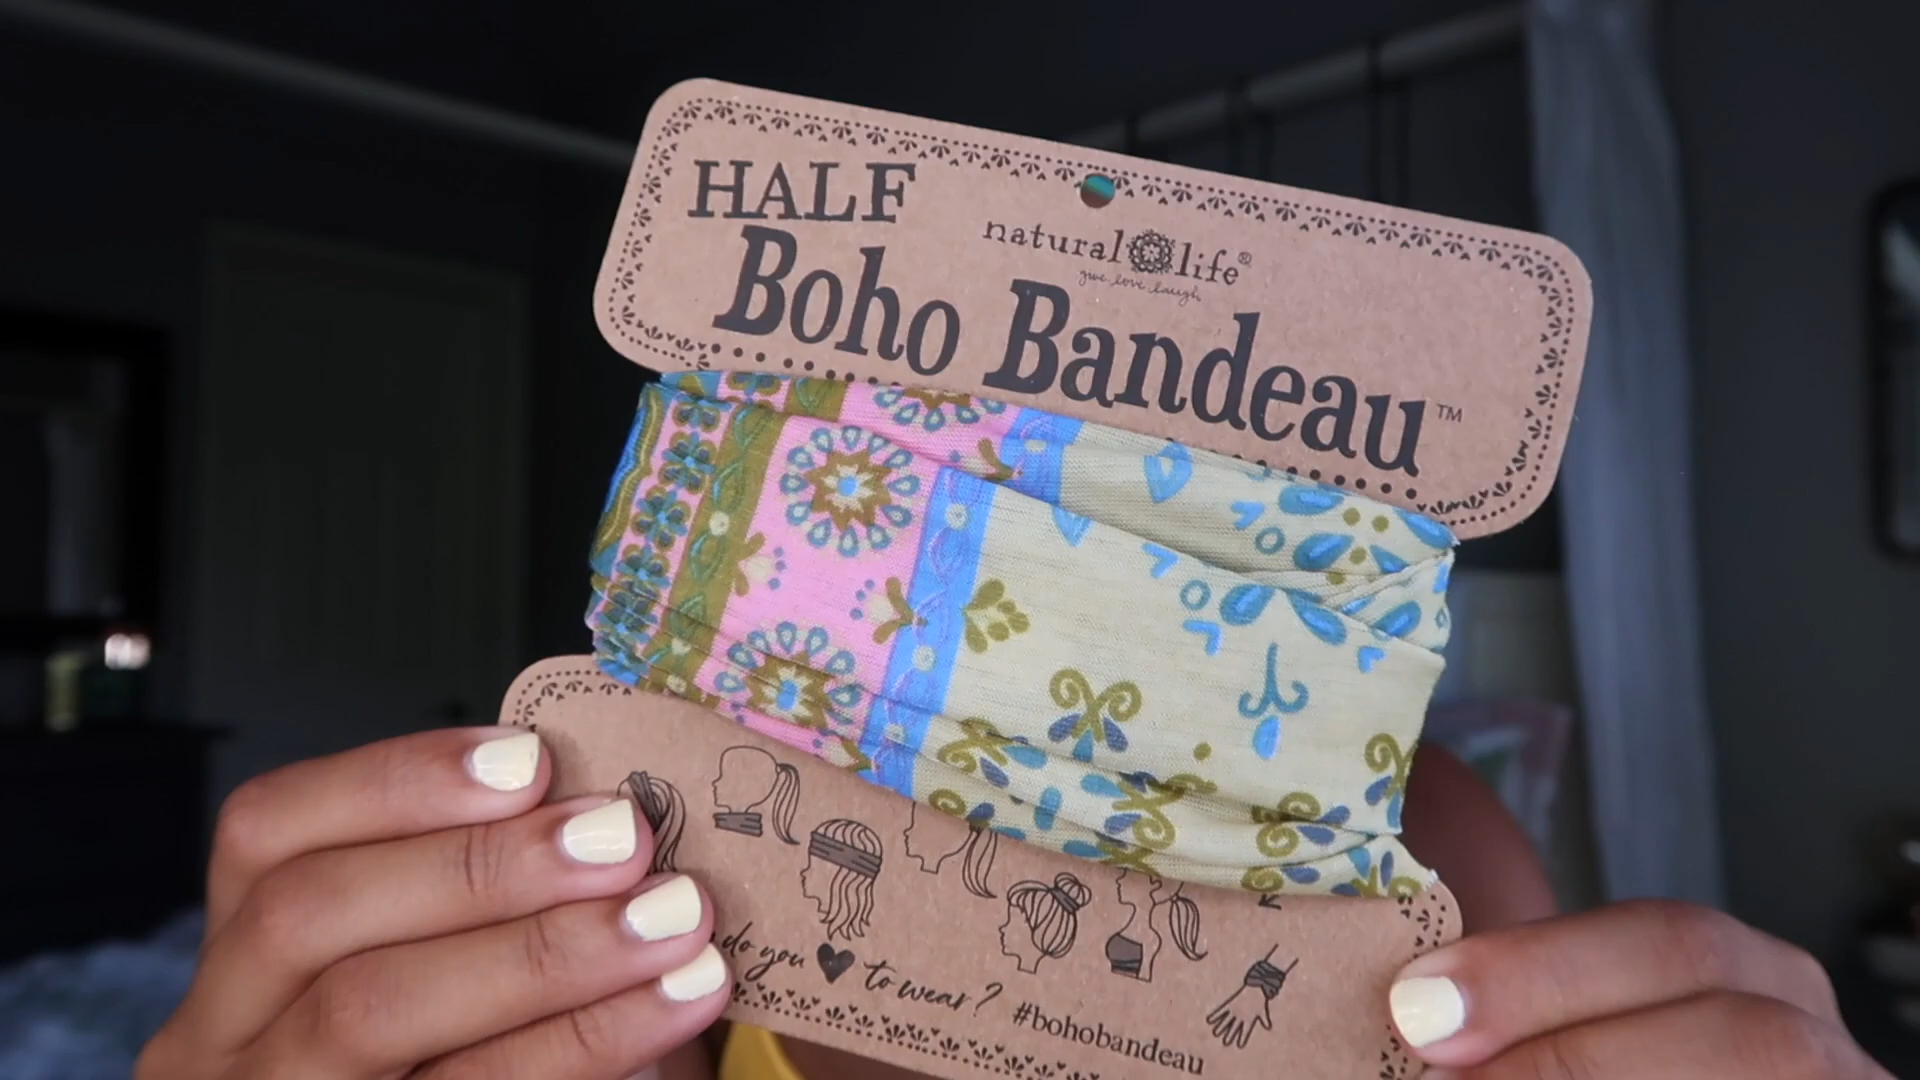 HALF
natural life®
give love laugh
Boho Bandeau™
do you to wear? #bohobandeau